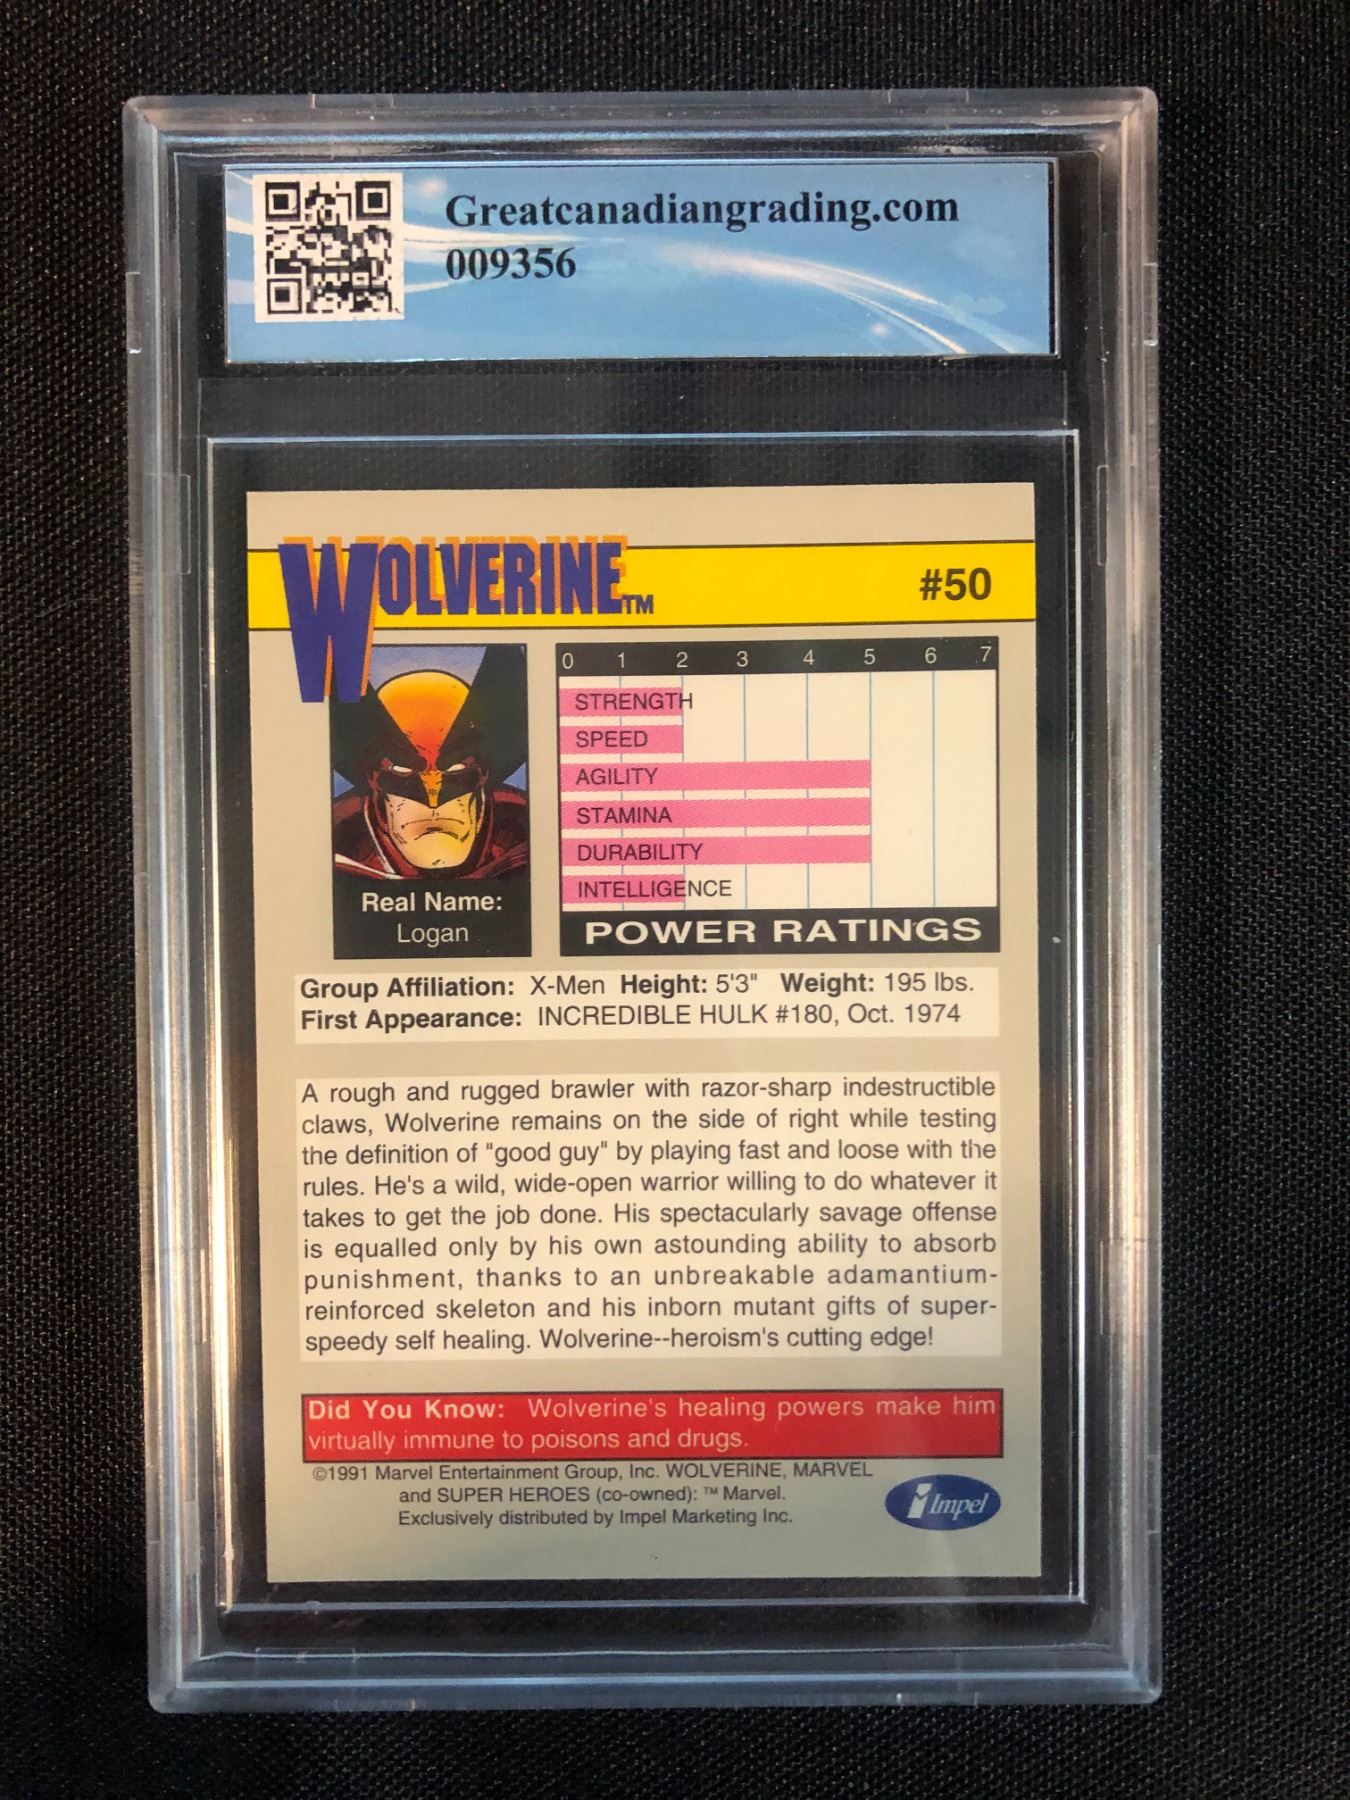 Greatcanadiangrading.com
009356
WOLVERINE™
#50
0 1 2 3 4 5 6 7
STRENGTH
SPEED
AGILITY
STAMINA
DURABILITY
INTELLIGENCE
POWER RATINGS
Real Name:
Logan
Group Affiliation: X-Men Height: 5'3" Weight: 195 lbs.
First Appearance: INCREDIBLE HULK #180, Oct. 1974
A rough and rugged brawler with razor-sharp indestructible
claws, Wolverine remains on the side of right while testing
the definition of "good guy" by playing fast and loose with the
rules. He's a wild, wide-open warrior willing to do whatever it
takes to get the job done. His spectacularly savage offense
is equalled only by his own astounding ability to absorb
punishment, thanks to an unbreakable adamantium-
reinforced skeleton and his inborn mutant gifts of super-
speedy self healing. Wolverine--heroism's cutting edge!
Did You Know: Wolverine's healing powers make him
virtually immune to poisons and drugs.
©1991 Marvel Entertainment Group, Inc. WOLVERINE, MARVEL
and SUPER HEROES (co-owned): ™ Marvel.
Exclusively distributed by Impel Marketing Inc.
Impel